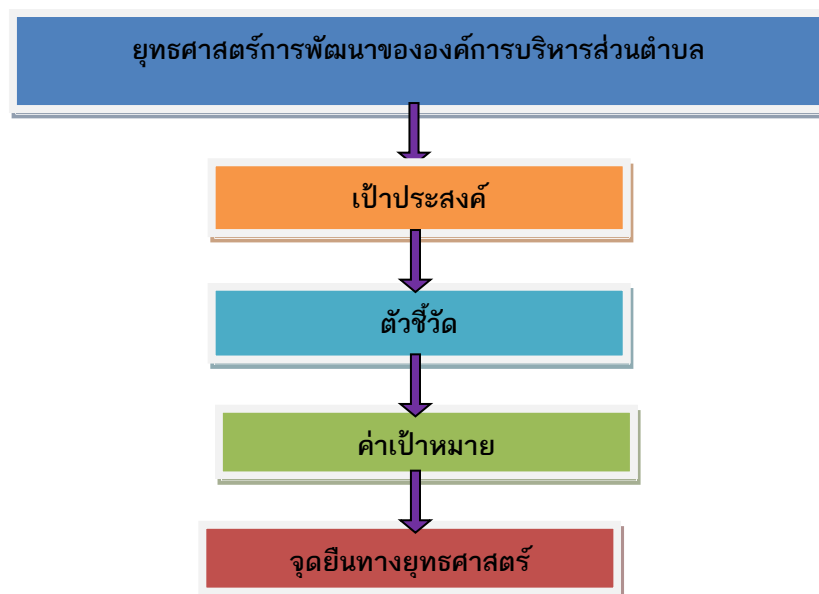 ยุทธศาสตร์การพัฒนาขององค์การบริหารส่วนตำบล
เป้าประสงค์
ตัวชี้วัด
ค่าเป้าหมาย
จุดยืนทางยุทธศาสตร์